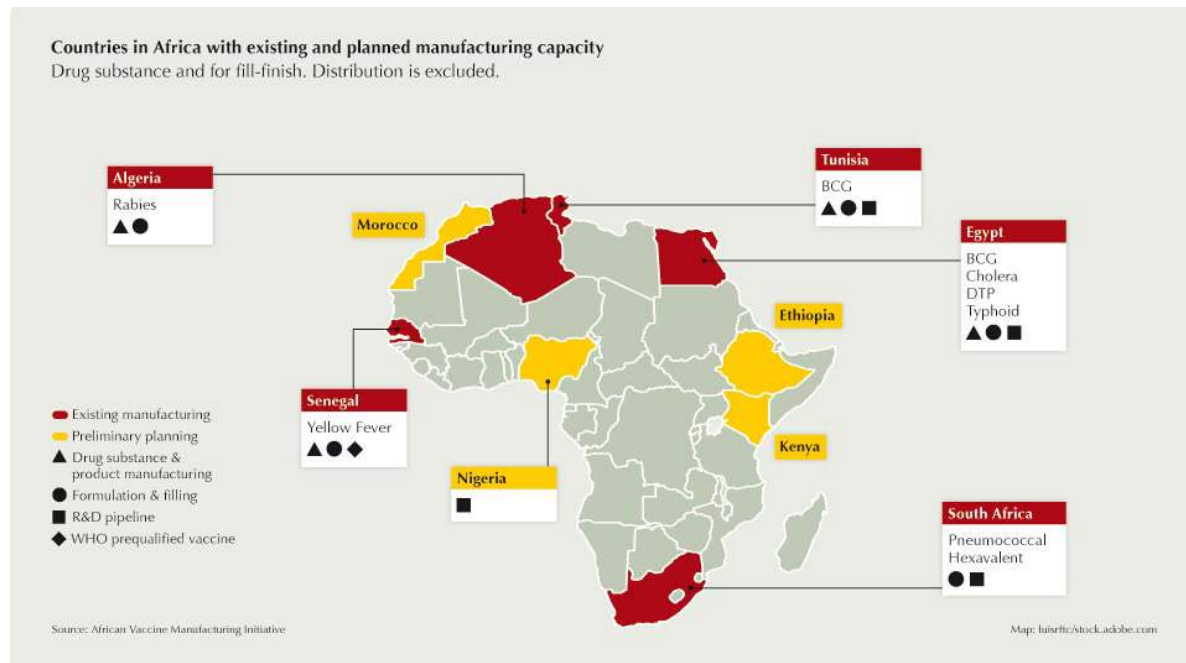 Countries in Africa with existing and planned manufacturing capacity
Drug substance and for fill-finish. Distribution is excluded.
Algeria
Rabies
Morocco
Tunisia
BCG
Egypt
BCG
Cholera
DTP
Typhoid
Ethiopia
Kenya
Senegal
Yellow Fever
Nigeria
South Africa
Pneumococcal
Hexavalent
Existing manufacturing
Preliminary planning
Drug substance &
product manufacturing
Formulation & filling
R&D pipeline
WHO prequalified vaccine
Source: African Vaccine Manufacturing Initiative
Map: luisrftc/stock.adobe.com